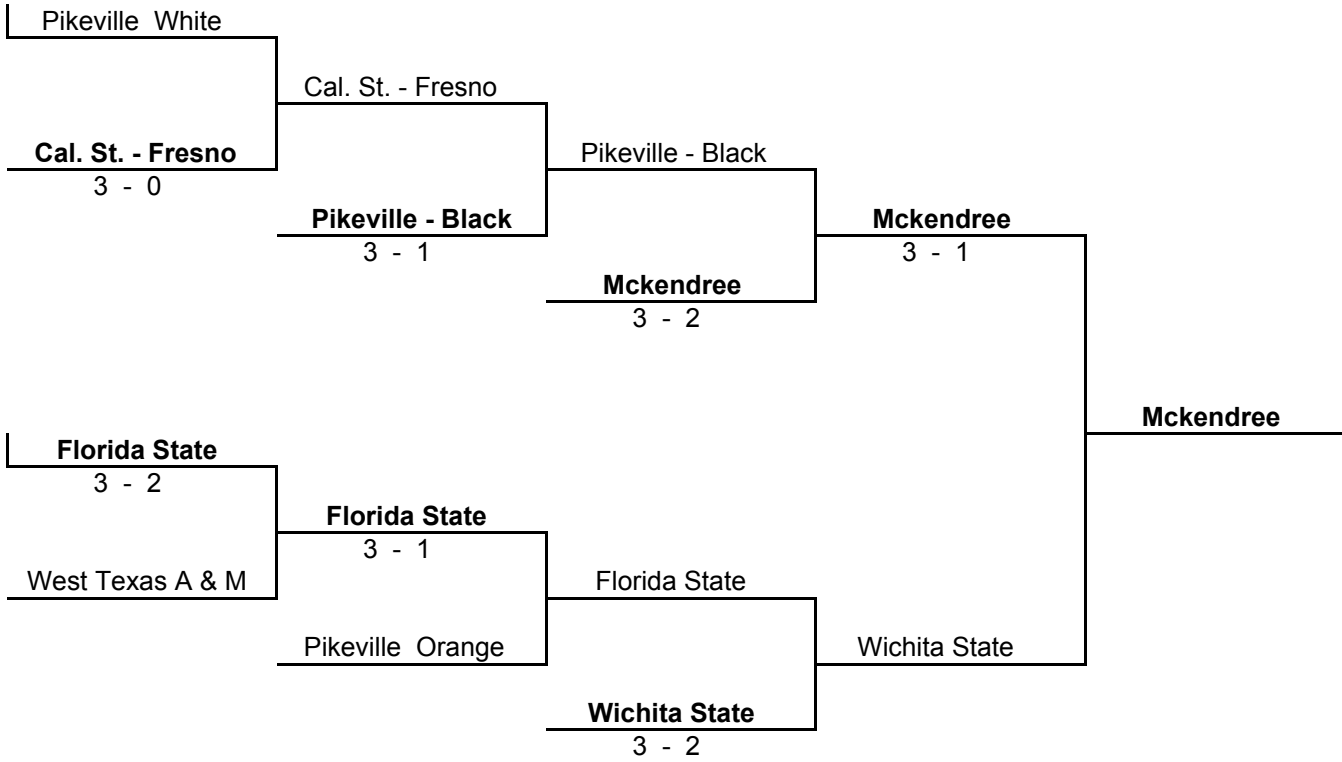 Pikeville White
Cal. St. - Fresno
Cal. St. - Fresno
3 - 0
Pikeville - Black
Pikeville - Black
3 - 1
Mckendree
3 - 1
Mckendree
3 - 2
Mckendree
Florida State
3 - 2
Florida State
3 - 1
West Texas A & M
Florida State
Pikeville Orange
Wichita State
Wichita State
3 - 2